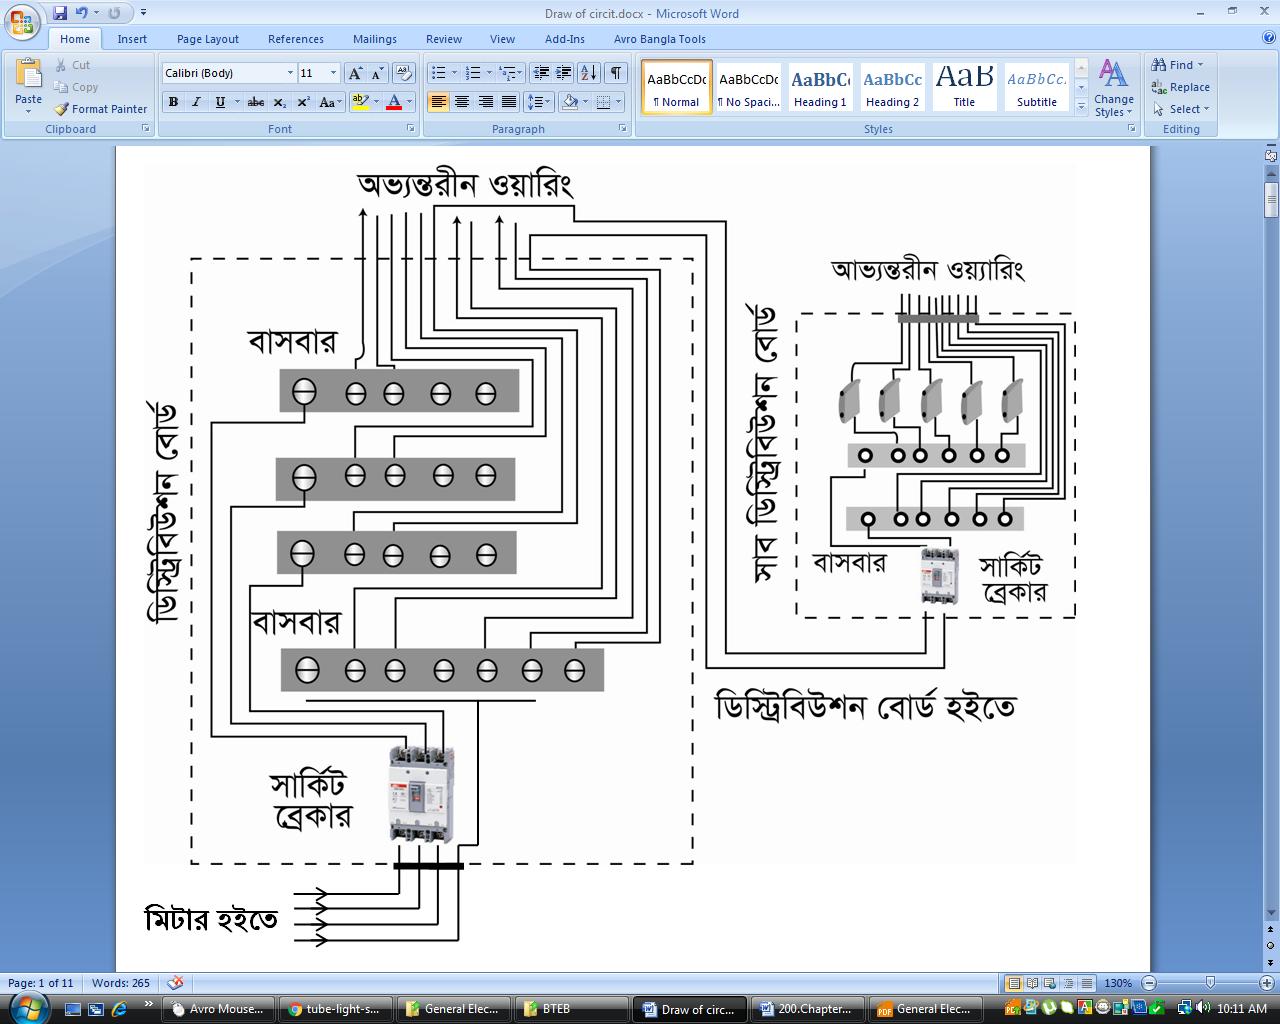 Draw of circit.docx - Microsoft Word
Home Insert Page Layout References Mailings Review View Add-Ins Avro Bangla Tools
Paste
Cut
Copy
Format Painter
Clipboard
Calibri (Body) 11
Font
Paragraph
AaBbCcDc AaBbCcDc AaBbC AaBbCc AaB AaBbCc.
¶ Normal ¶ No Spaci... Heading 1 Heading 2 Title Subtitle
Change Styles
Styles
Find
Replace
Select
Editing
অভ্যন্তরীন ওয়ারিং
বাসবার
ডিস্ট্রিবিউশন বোর্ড
বাসবার
সার্কিট
ব্রেকার
মিটার হইতে
আভ্যন্তরীন ওয়্যারিং
সাব ডিস্ট্রিবিউশন বোর্ড
বাসবার
সার্কিট
ব্রেকার
ডিস্ট্রিবিউশন বোর্ড হইতে
Page: 1 of 11 Words: 265 130%
Avro Mouse... tube-light-s... General Elec... BTEB Draw of circ... 200.Chapter... General Elec... 10:11 AM